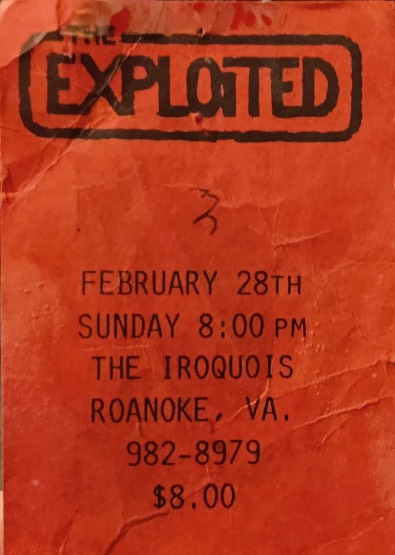 THE
EXPLOITED
3
FEBRUARY 28TH
SUNDAY 8:00 PM
THE IROQUOIS
ROANOKE, VA.
982-8979
$8.00